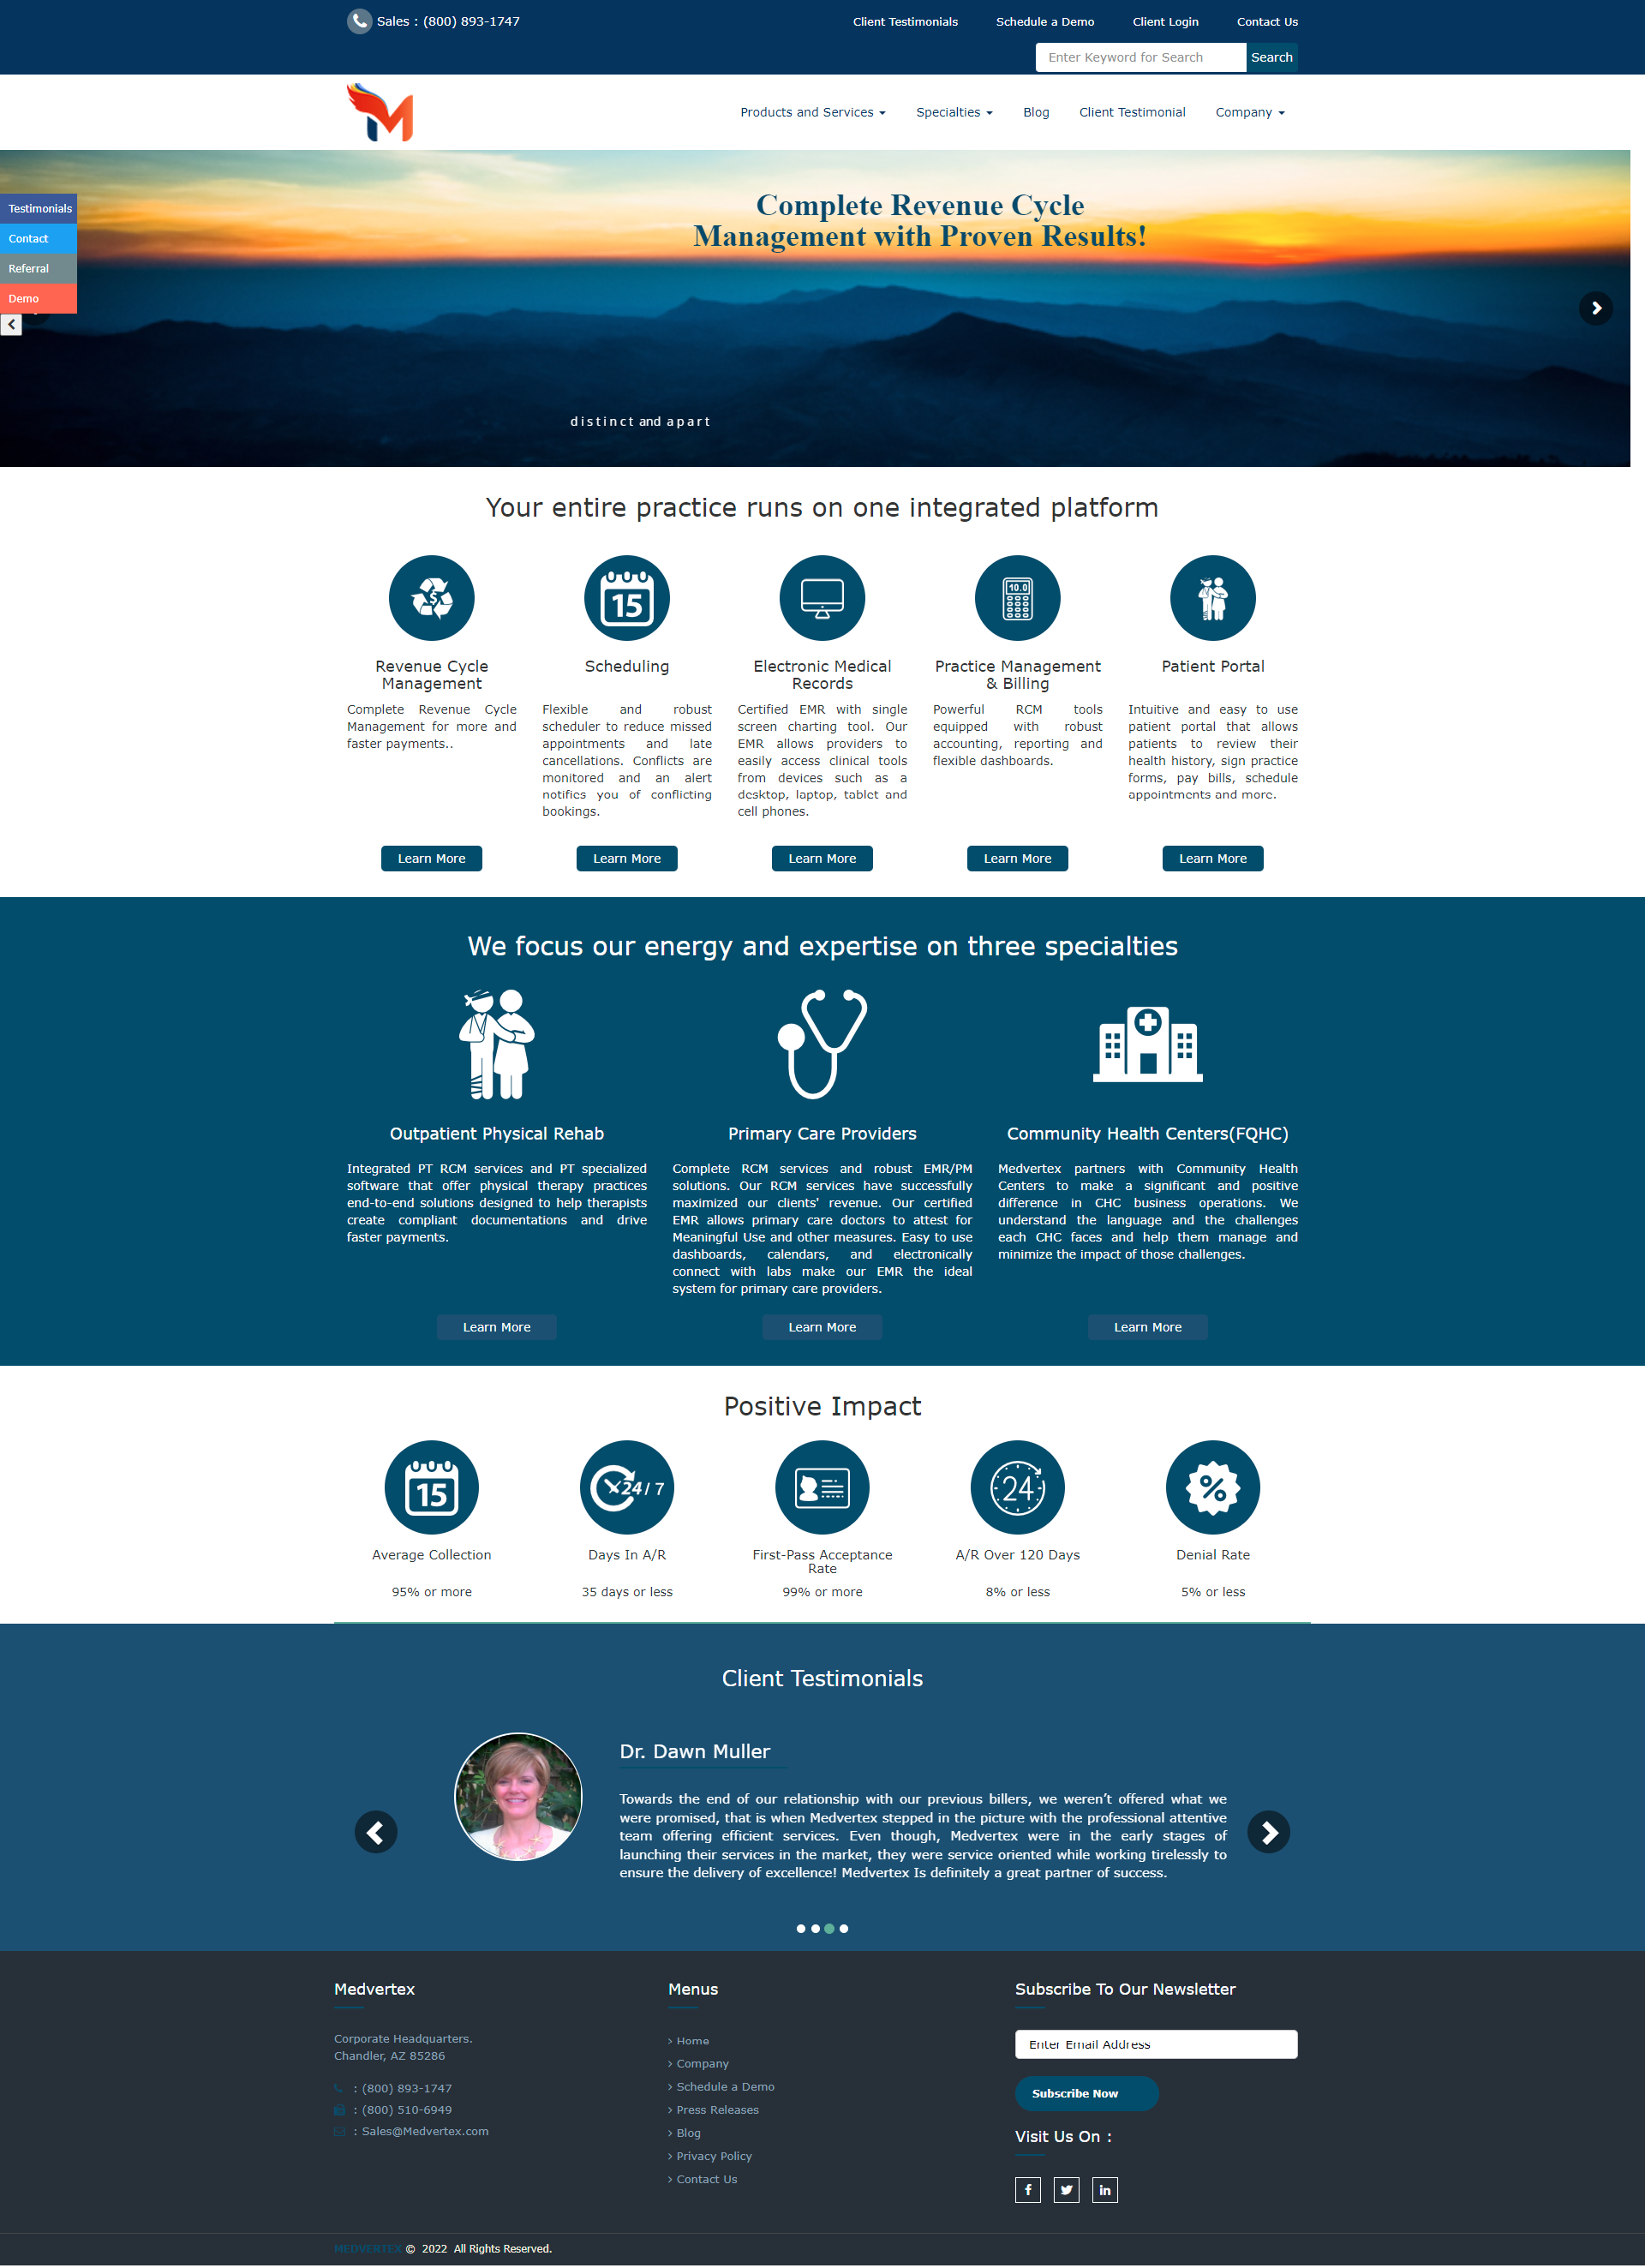 Sales : (800) 893-1747
Client Testimonials
Schedule a Demo
Client Login
Contact Us
Enter Keyword for Search
Search
M
Products and Services
Specialties
Blog
Client Testimonial
Company
Testimonials
Contact
Referral
Demo
Complete Revenue Cycle
Management with Proven Results!
distinct and apart
Your entire practice runs on one integrated platform
$
15
10.0
Revenue Cycle
Management
Complete Revenue Cycle
Management for more and
faster payments..
Learn More
Scheduling
Flexible and robust
scheduler to reduce missed
appointments and late
cancellations. Conflicts are
monitored and an alert
notifies you of conflicting
bookings.
Learn More
Electronic Medical
Records
Certified EMR with single
screen charting tool. Our
EMR allows providers to
easily access clinical tools
from devices such as a
desktop, laptop, tablet and
cell phones.
Learn More
Practice Management
& Billing
Powerful RCM tools
equipped with robust
accounting, reporting and
flexible dashboards.
Learn More
Patient Portal
Intuitive and easy to use
patient portal that allows
patients to review their
health history, sign practice
forms, pay bills, schedule
appointments and more.
Learn More
We focus our energy and expertise on three specialties
Outpatient Physical Rehab
Integrated PT RCM services and PT specialized
software that offer physical therapy practices
end-to-end solutions designed to help therapists
create compliant documentations and drive
faster payments.
Learn More
Primary Care Providers
Complete RCM services and robust EMR/PM
solutions. Our RCM services have successfully
maximized our clients' revenue. Our certified
EMR allows primary care doctors to attest for
Meaningful Use and other measures. Easy to use
dashboards, calendars, and electronically
connect with labs make our EMR the ideal
system for primary care providers.
Learn More
Community Health Centers(FQHC)
Medvertex partners with Community Health
Centers to make a significant and positive
difference in CHC business operations. We
understand the language and the challenges
each CHC faces and help them manage and
minimize the impact of those challenges.
Learn More
Positive Impact
15
Average Collection
95% or more
24/7
Days In A/R
35 days or less
First-Pass Acceptance
Rate
99% or more
24
A/R Over 120 Days
8% or less
%
Denial Rate
5% or less
Client Testimonials
Dr. Dawn Muller
Towards the end of our relationship with our previous billers, we weren’t offered what we
were promised, that is when Medvertex stepped in the picture with the professional attentive
team offering efficient services. Even though, Medvertex were in the early stages of
launching their services in the market, they were service oriented while working tirelessly to
ensure the delivery of excellence! Medvertex Is definitely a great partner of success.
Medvertex
Corporate Headquarters.
Chandler, AZ 85286
: (800) 893-1747
: (800) 510-6949
: Sales@Medvertex.com
Menus
Home
Company
Schedule a Demo
Press Releases
Blog
Privacy Policy
Contact Us
Subscribe To Our Newsletter
Enter Email Address
Subscribe Now
Visit Us On :
f
in
MEDVERTEX © 2022 All Rights Reserved.